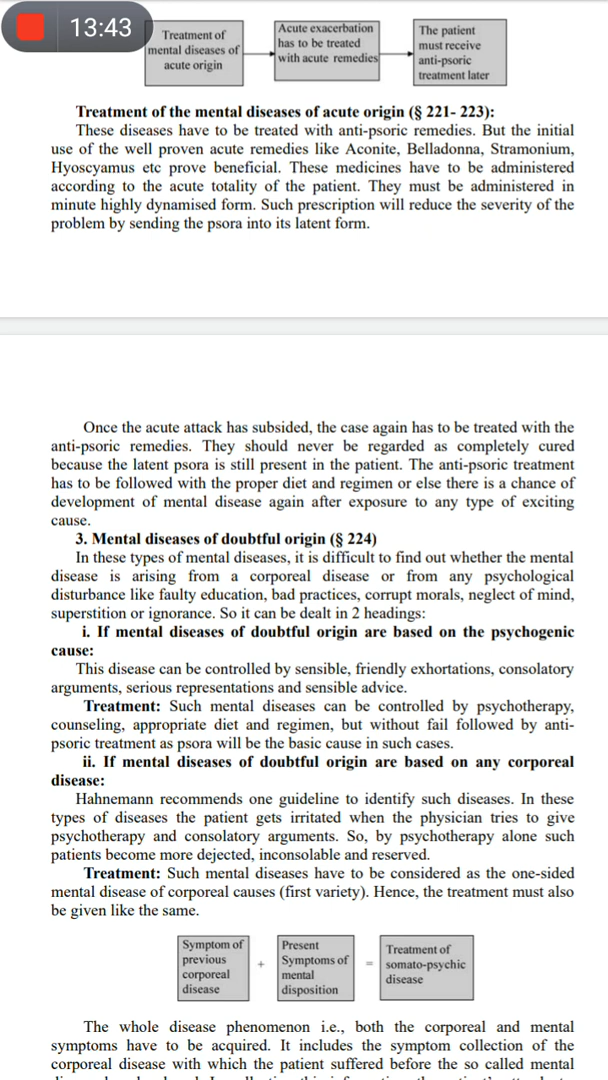 13:43
Treatment of
mental diseases of
acute origin
Acute exacerbation
has to be treated
with acute remedies
The patient
must receive
anti-psoric
treatment later
Treatment of the mental diseases of acute origin (§ 221- 223):
These diseases have to be treated with anti-psoric remedies. But the initial
use of the well proven acute remedies like Aconite, Belladonna, Stramonium,
Hyoscyamus etc prove beneficial. These medicines have to be administered
according to the acute totality of the patient. They must be administered in
minute highly dynamised form. Such prescription will reduce the severity of the
problem by sending the psora into its latent form.
Once the acute attack has subsided, the case again has to be treated with the
anti-psoric remedies. They should never be regarded as completely cured
because the latent psora is still present in the patient. The anti-psoric treatment
has to be followed with the proper diet and regimen or else there is a chance of
development of mental disease again after exposure to any type of exciting
cause.
3. Mental diseases of doubtful origin (§ 224)
In these types of mental diseases, it is difficult to find out whether the mental
disease is arising from a corporeal disease or from any psychological
disturbance like faulty education, bad practices, corrupt morals, neglect of mind,
superstition or ignorance. So it can be dealt in 2 headings:
i. If mental diseases of doubtful origin are based on the psychogenic
cause:
This disease can be controlled by sensible, friendly exhortations, consolatory
arguments, serious representations and sensible advice.
Treatment: Such mental diseases can be controlled by psychotherapy,
counseling, appropriate diet and regimen, but without fail followed by anti-
psoric treatment as psora will be the basic cause in such cases.
ii. If mental diseases of doubtful origin are based on any corporeal
disease:
Hahnemann recommends one guideline to identify such diseases. In these
types of diseases the patient gets irritated when the physician tries to give
psychotherapy and consolatory arguments. So, by psychotherapy alone such
patients become more dejected, inconsolable and reserved.
Treatment: Such mental diseases have to be considered as the one-sided
mental disease of corporeal causes (first variety). Hence, the treatment must also
be given like the same.
Symptom of
previous
corporeal
disease
+
Present
Symptoms of
mental
disposition
=
Treatment of
somato-psychic
disease
The whole disease phenomenon i.e., both the corporeal and mental
symptoms have to be acquired. It includes the symptom collection of the
corporeal disease with which the patient suffered before the so called mental